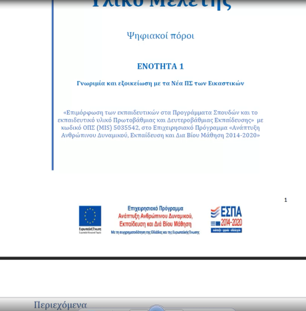 Υλικό Μελέτης
Ψηφιακοί πόροι
ΕΝΟΤΗΤΑ 1
Γνωριμία και εξοικείωση με τα Νέα ΠΣ των Εικαστικών
«Επιμόρφωση των εκπαιδευτικών στα Προγράμματα Σπουδών και το
εκπαιδευτικό υλικό Πρωτοβάθμιας και Δευτεροβάθμιας Εκπαίδευσης» με
κωδικό ΟΠΣ (MIS) 5035542, στο Επιχειρησιακό Πρόγραμμα «Ανάπτυξη
Ανθρώπινου Δυναμικού, Εκπαίδευση και Δια Βίου Μάθηση 2014-2020»
1
Επιχειρησιακό Πρόγραμμα
Ανάπτυξη Ανθρώπινου Δυναμικού,
Εκπαίδευση και Διά Βίου Μάθηση
Με τη συγχρηματοδότηση της Ελλάδας και της Ευρωπαϊκής Ένωσης
Ευρωπαϊκή Ένωση
ΕΣΠΑ
2014-2020
Περιεχόμενα